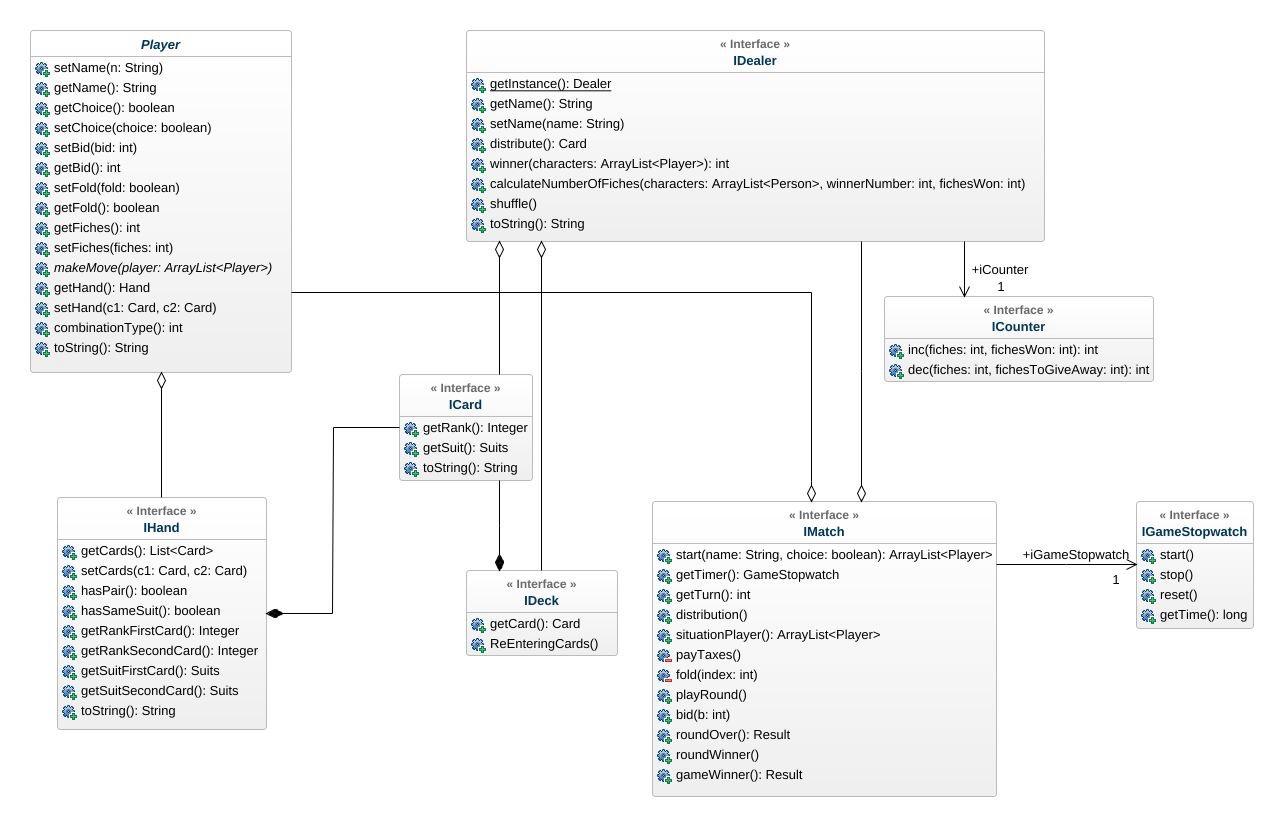 Player
setName(n: String)
getName(): String
getChoice(): boolean
setChoice(choice: boolean)
setBid(bid: int)
getBid(): int
setFold(fold: boolean)
getFold(): boolean
getFiches(): int
setFiches(fiches: int)
makeMove(player: ArrayList<Player>)
getHand(): Hand
setHand(c1: Card, c2: Card)
combinationType(): int
toString(): String
« Interface »
IDealer
getInstance(): Dealer
getName(): String
setName(name: String)
distribute(): Card
winner(characters: ArrayList<Player>): int
calculateNumberOfFiches(characters: ArrayList<Person>, winnerNumber: int, fichesWon: int)
shuffle()
toString(): String
+iCounter
1
« Interface »
ICounter
inc(fiches: int, fichesWon: int): int
dec(fiches: int, fichesToGiveAway: int): int
« Interface »
ICard
getRank(): Integer
getSuit(): Suits
toString(): String
« Interface »
IHand
getCards(): List<Card>
setCards(c1: Card, c2: Card)
hasPair(): boolean
hasSameSuit(): boolean
getRankFirstCard(): Integer
getRankSecondCard(): Integer
getSuitFirstCard(): Suits
getSuitSecondCard(): Suits
toString(): String
« Interface »
IDeck
getCard(): Card
ReEnteringCards()
« Interface »
IMatch
start(name: String, choice: boolean): ArrayList<Player>
getTimer(): GameStopwatch
getTurn(): int
distribution()
situationPlayer(): ArrayList<Player>
payTaxes()
fold(index: int)
playRound()
bid(b: int)
roundOver(): Result
roundWinner()
gameWinner(): Result
+iGameStopwatch
1
« Interface »
IGameStopwatch
start()
stop()
reset()
getTime(): long